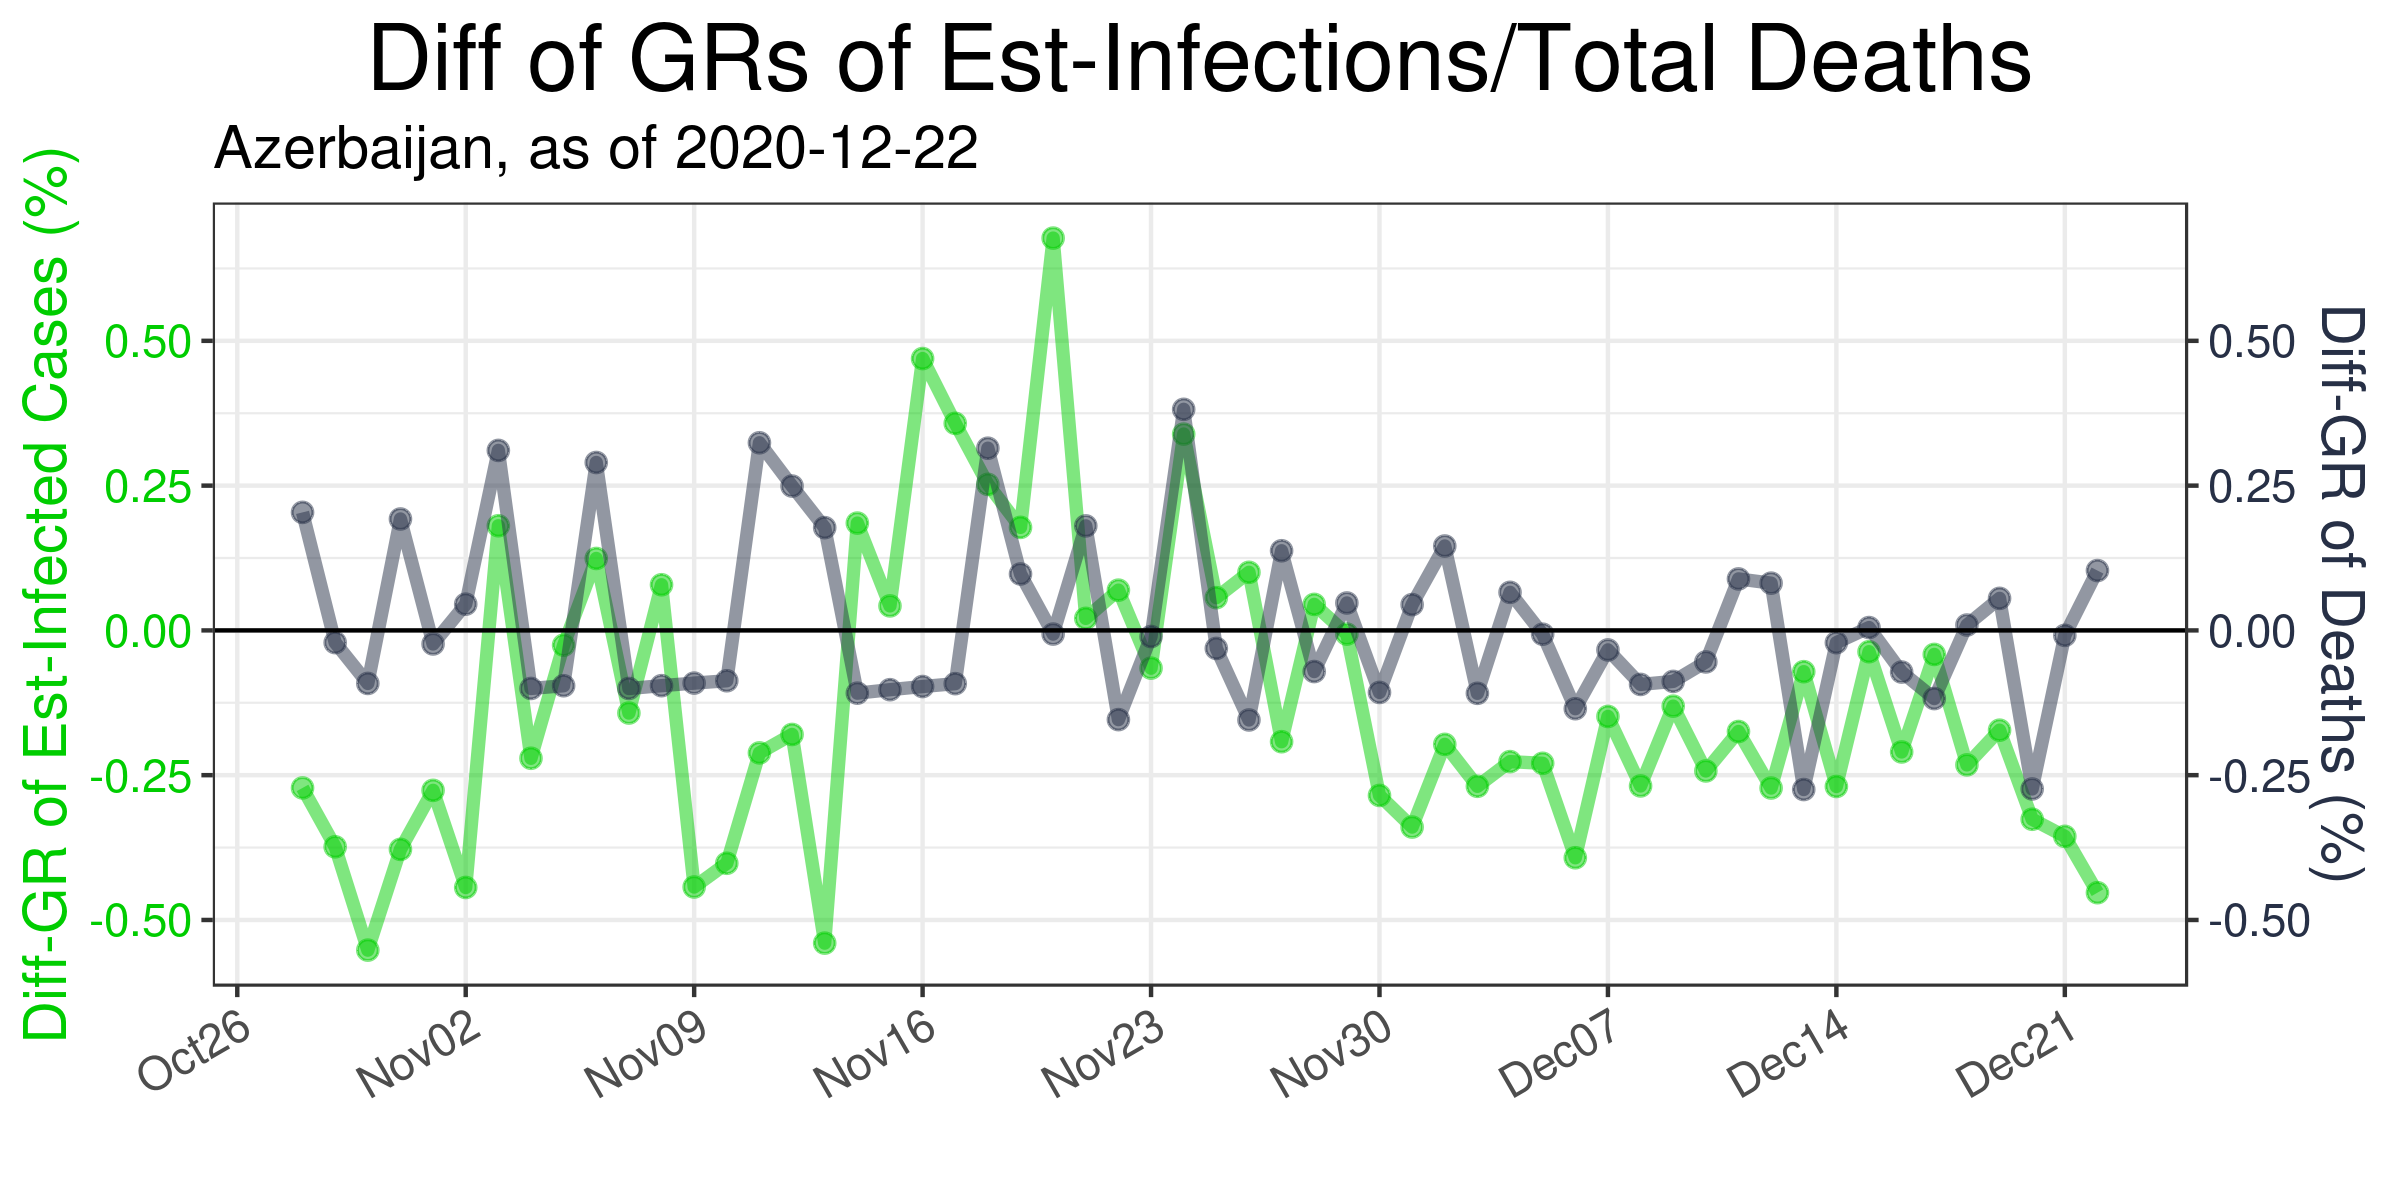 Diff of GRs of Est-Infections/Total Deaths
Azerbaijan, as of 2020-12-22
Diff-GR of Est-Infected Cases (%)
0.50
0.25
0.00
-0.25
-0.50
0.50
0.25
0.00
-0.25
-0.50
Diff-GR of Deaths (%)
Oct26 Nov02 Nov09 Nov16 Nov23 Nov30 Dec07 Dec14 Dec21